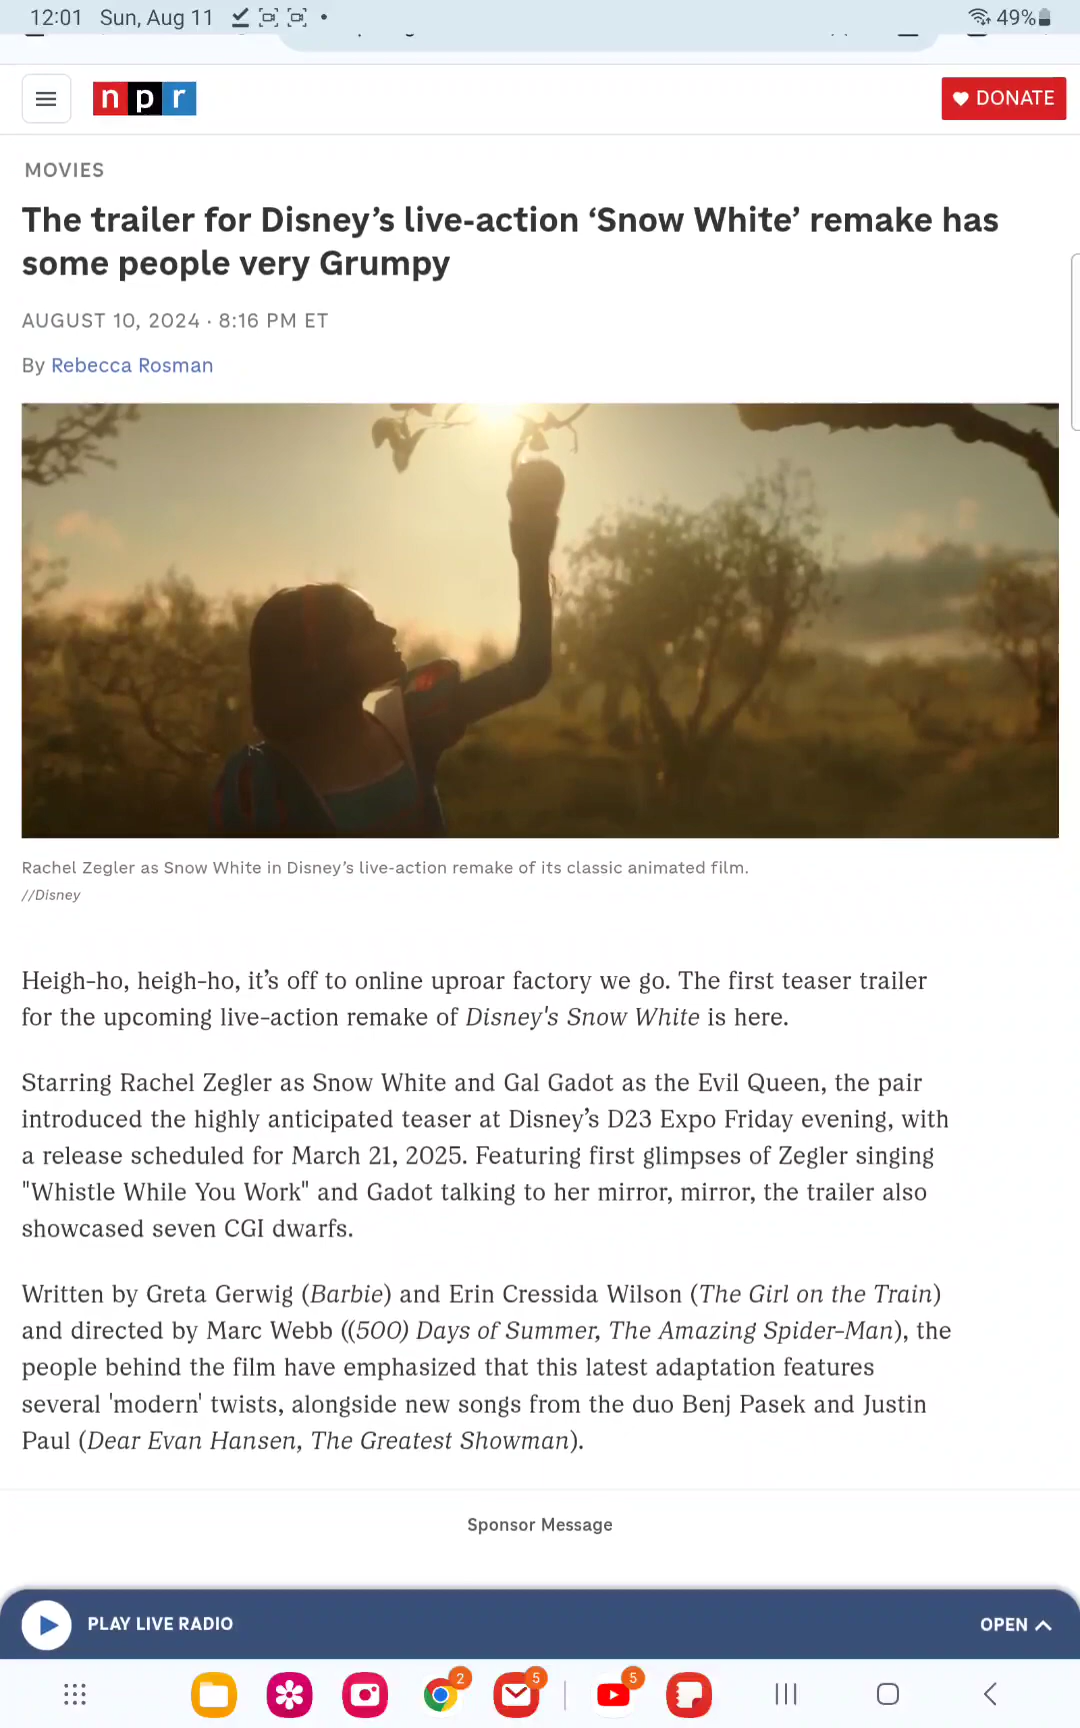 12:01 Sun, Aug 11
49%
npr
DONATE
MOVIES
The trailer for Disney’s live-action ‘Snow White’ remake has
some people very Grumpy
AUGUST 10, 2024 · 8:16 PM ET
By Rebecca Rosman
Rachel Zegler as Snow White in Disney’s live-action remake of its classic animated film.
//Disney
Heigh-ho, heigh-ho, it’s off to online uproar factory we go. The first teaser trailer
for the upcoming live-action remake of Disney's Snow White is here.
Starring Rachel Zegler as Snow White and Gal Gadot as the Evil Queen, the pair
introduced the highly anticipated teaser at Disney’s D23 Expo Friday evening, with
a release scheduled for March 21, 2025. Featuring first glimpses of Zegler singing
"Whistle While You Work" and Gadot talking to her mirror, mirror, the trailer also
showcased seven CGI dwarfs.
Written by Greta Gerwig (Barbie) and Erin Cressida Wilson (The Girl on the Train)
and directed by Marc Webb ((500) Days of Summer, The Amazing Spider-Man), the
people behind the film have emphasized that this latest adaptation features
several 'modern' twists, alongside new songs from the duo Benj Pasek and Justin
Paul (Dear Evan Hansen, The Greatest Showman).
Sponsor Message
PLAY LIVE RADIO
OPEN
2
5
5